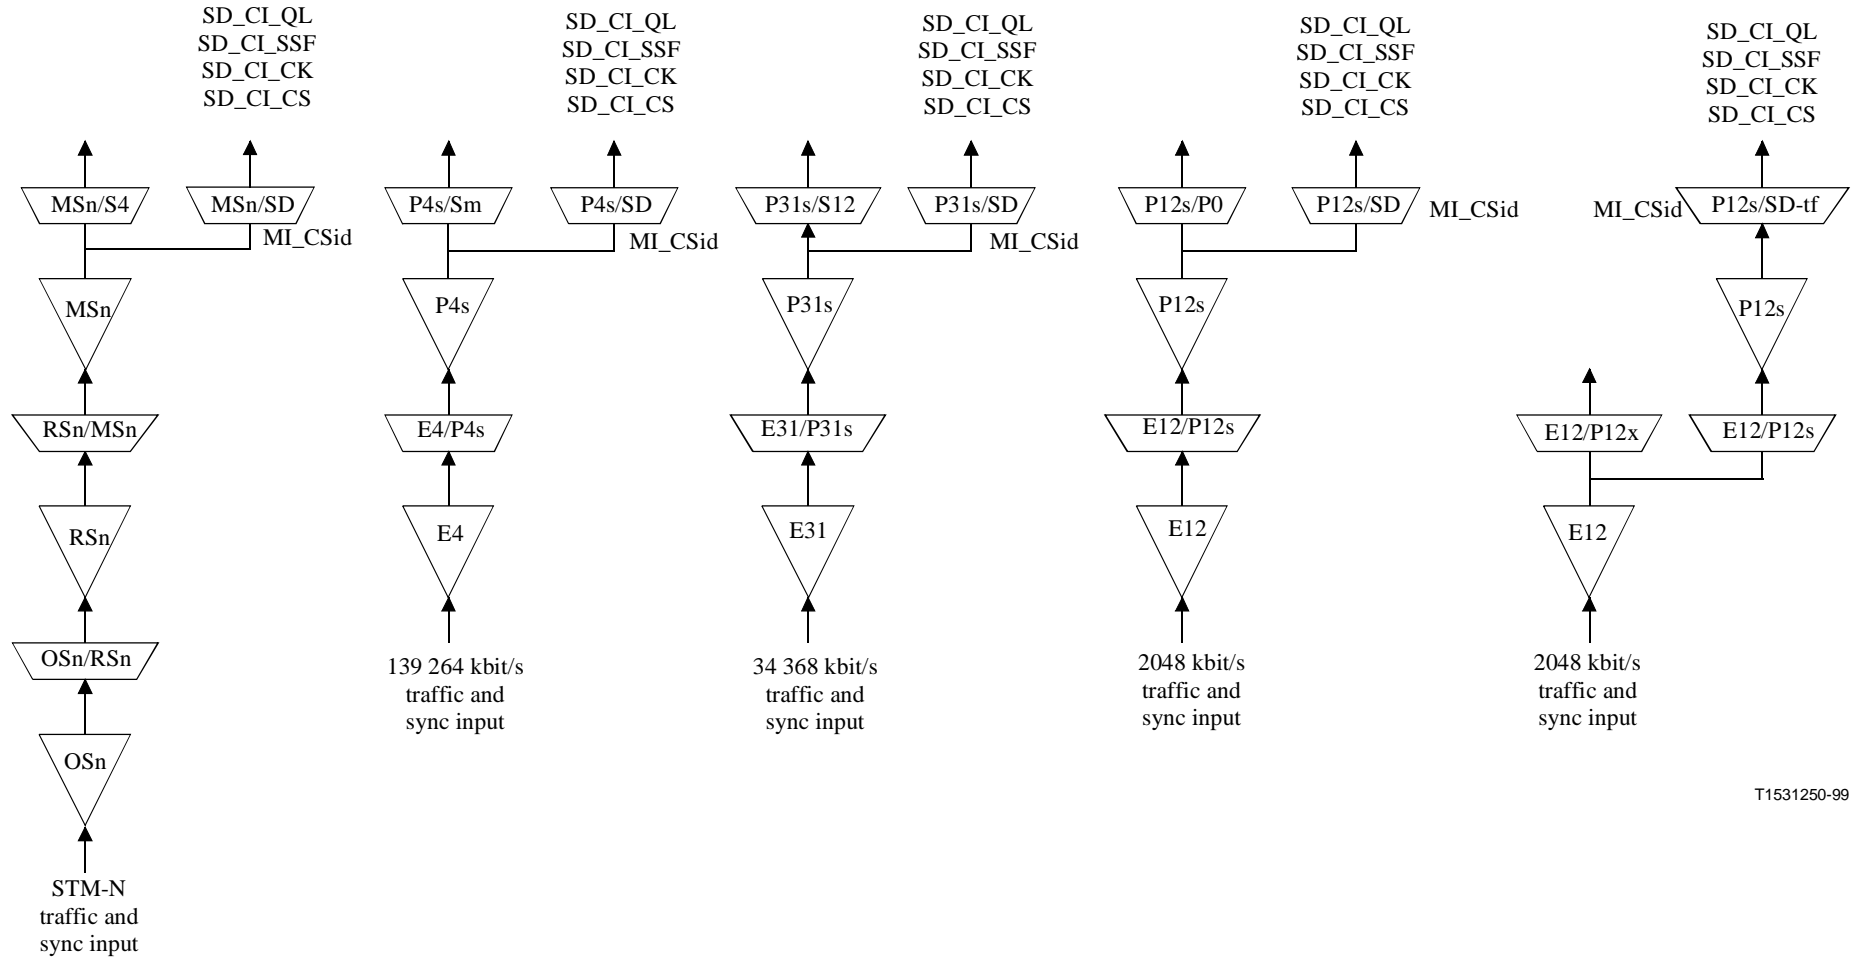 SD_CI_QL
SD_CI_SSF
SD_CI_CK
SD_CI_CS
SD_CI_QL
SD_CI_SSF
SD_CI_CK
SD_CI_CS
SD_CI_QL
SD_CI_SSF
SD_CI_CK
SD_CI_CS
SD_CI_QL
SD_CI_SSF
SD_CI_CK
SD_CI_CS
SD_CI_QL
SD_CI_SSF
SD_CI_CK
SD_CI_CS
MSn/S4
MSn/SD
P4s/Sm
P4s/SD
P31s/S12
P31s/SD
P12s/P0
P12s/SD
MI_CSid
MI_CSid
P12s/SD-tf
MI_CSid
MI_CSid
MI_CSid
MSn
P4s
P31s
P12s
P12s
RSn/MSn
E4/P4s
E31/P31s
E12/P12s
E12/P12x
E12/P12s
RSn
E4
E31
E12
E12
OSn/RSn
139 264 kbit/s
traffic and
sync input
34 368 kbit/s
traffic and
sync input
2048 kbit/s
traffic and
sync input
2048 kbit/s
traffic and
sync input
OSn
T1531250-99
STM-N
traffic and
sync input